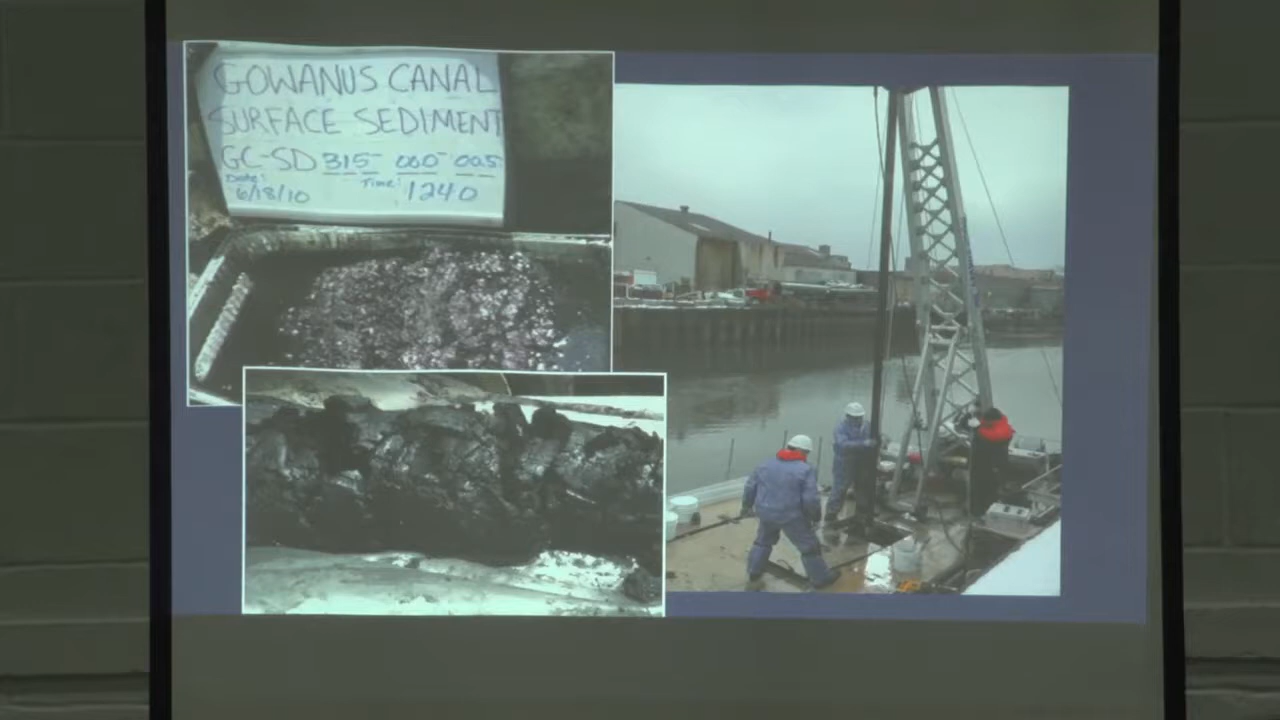 GOWANUS CANAL
SURFACE SEDIMENT
GC-SD 315-000-005
Date: Time:
6/18/10 1240